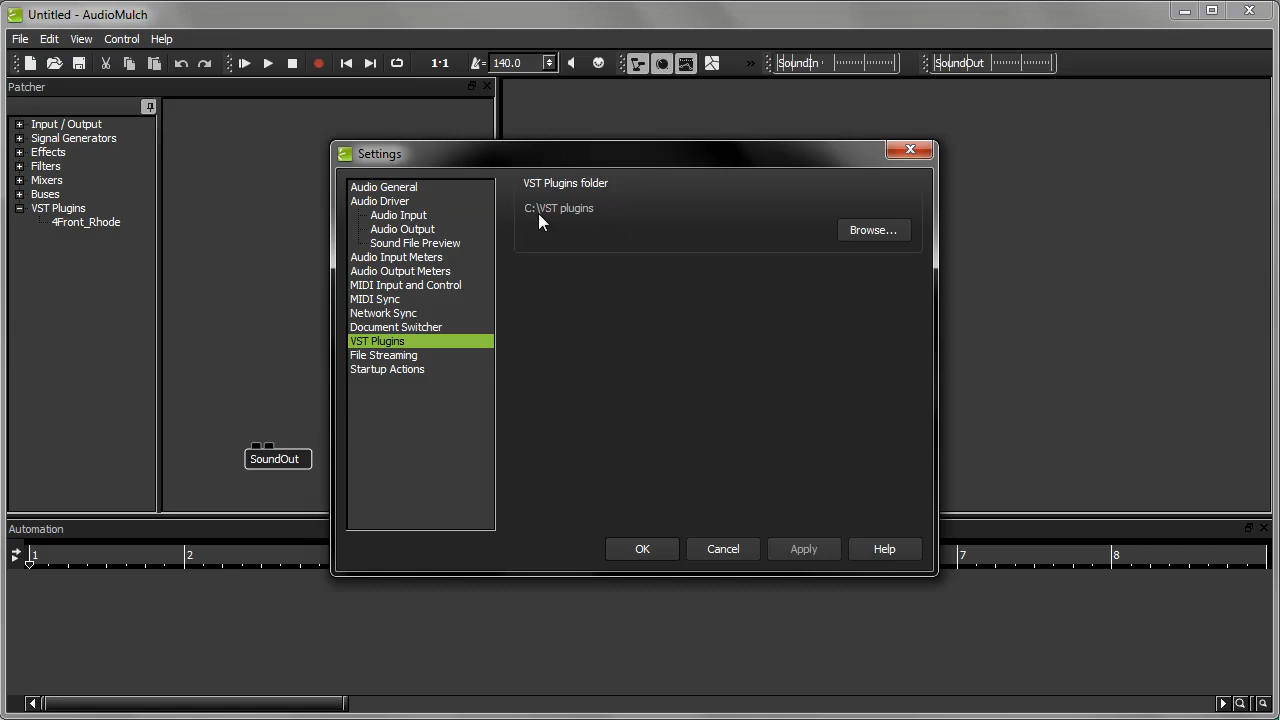 Untitled - AudioMulch
File Edit View Control Help
1·1 140.0 SoundIn SoundOut
Patcher
Input / Output
Signal Generators
Effects
Filters
Mixers
Buses
VST Plugins
4Front_Rhode
SoundOut
Settings
Audio General
Audio Driver
Audio Input
Audio Output
Sound File Preview
Audio Input Meters
Audio Output Meters
MIDI Input and Control
MIDI Sync
Network Sync
Document Switcher
VST Plugins
File Streaming
Startup Actions
VST Plugins folder
C:\VST plugins
Browse...
OK Cancel Apply Help
Automation
1 2 7 8